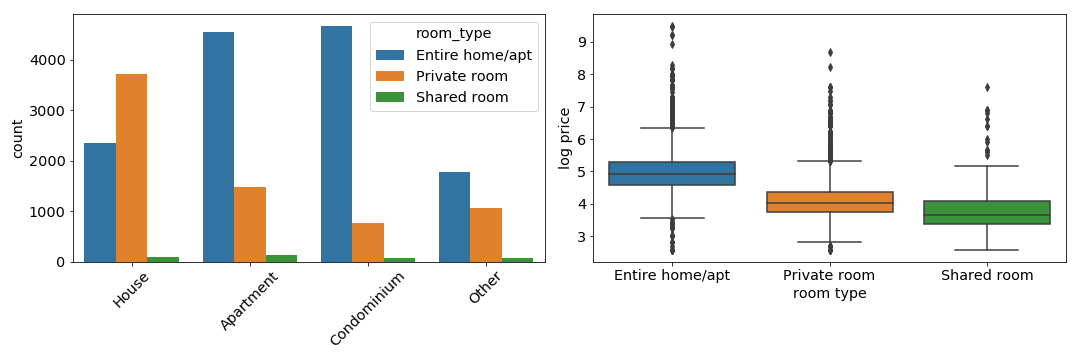 room_type
Entire home/apt
Private room
Shared room
count
4000
3000
2000
1000
0
House
Apartment
Condominium
Other
log price
9
8
7
6
5
4
3
Entire home/apt
Private room
Shared room
room type